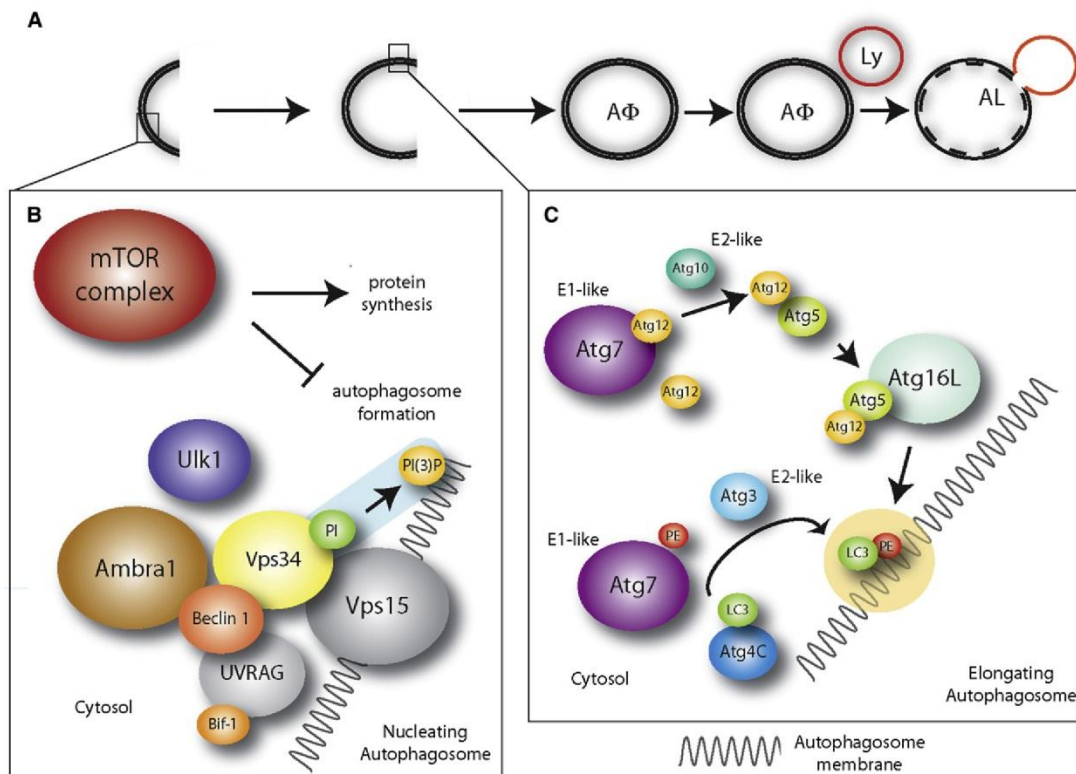 A
Ly
AΦ
AΦ
AL
B
mTOR
complex
protein
synthesis
autophagosome
formation
Ulk1
PI(3)P
PI
Ambra1
Vps34
Vps15
Beclin 1
UVRAG
Bif-1
Cytosol
Nucleating
Autophagosome
C
E2-like
Atg10
E1-like
Atg12
Atg7
Atg12
Atg12
Atg5
Atg16L
Atg5
Atg12
E2-like
Atg3
E1-like
PE
Atg7
LC3
PE
LC3
Atg4C
Cytosol
Elongating
Autophagosome
Autophagosome
membrane